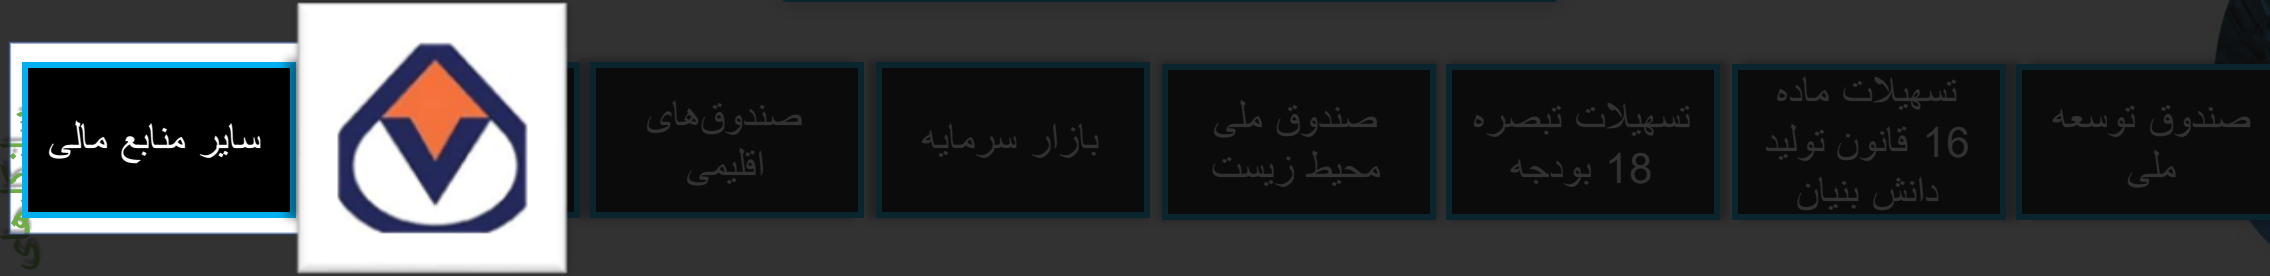 صندوق توسعه
ملی
تسهیلات ماده
16 قانون تولید
دانش بنیان
تسهیلات تبصره
18 بودجه
صندوق ملی
محیط زیست
بازار سرمایه
صندوق‌های
اقلیمی
سایر منابع مالی